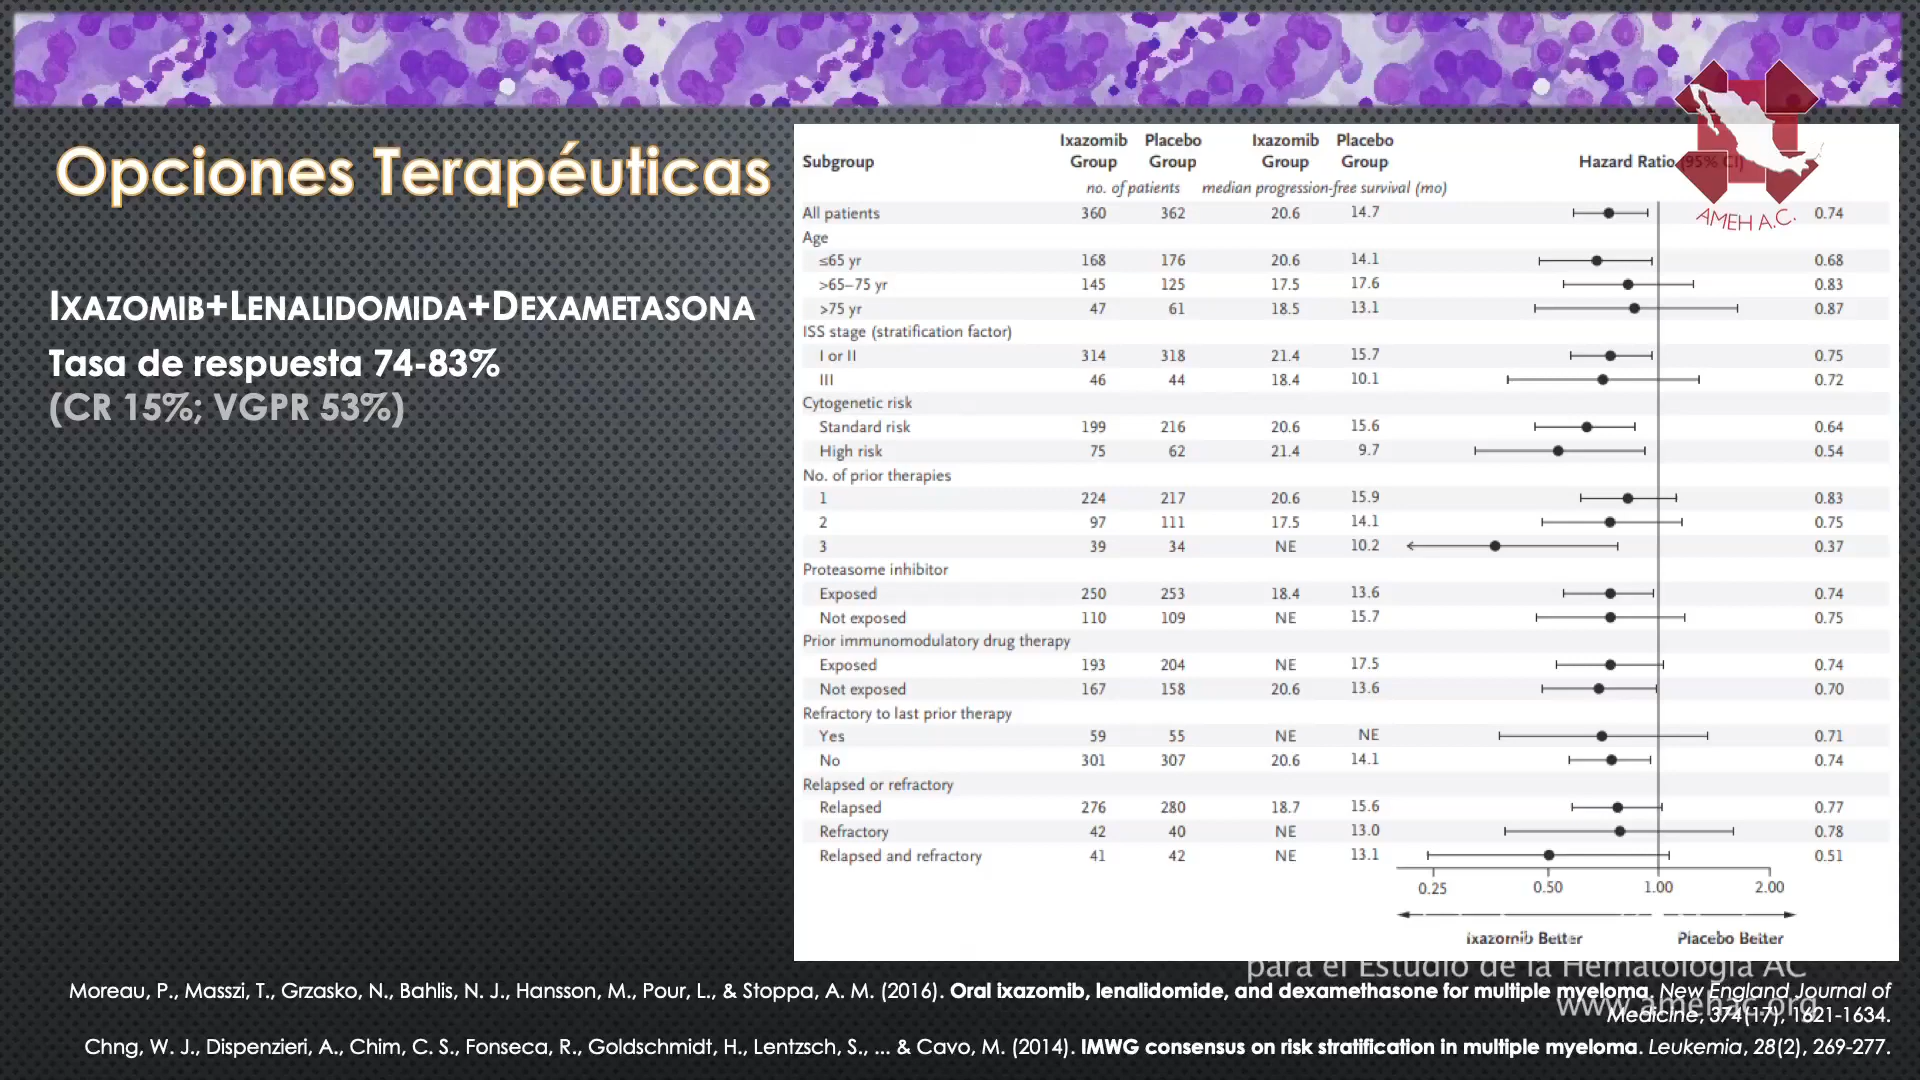 Opciones Terapéuticas
IXAZOMIB+LENALIDOMIDA+DEXAMETASONA
Tasa de respuesta 74-83%
(CR 15%; VGPR 53%)
AMEH A.C.
Ixazomib Placebo Ixazomib Placebo
Subgroup Group Group Group Group Hazard Ratio (95% CI)
no. of patients median progression-free survival (mo)
All patients 360 362 20.6 14.7 0.74
Age
≤65 yr 168 176 20.6 14.1 0.68
>65–75 yr 145 125 17.5 17.6 0.83
>75 yr 47 61 18.5 13.1 0.87
ISS stage (stratification factor)
I or II 314 318 21.4 15.7 0.75
III 46 44 18.4 10.1 0.72
Cytogenetic risk
Standard risk 199 216 20.6 15.6 0.64
High risk 75 62 21.4 9.7 0.54
No. of prior therapies
1 224 217 20.6 15.9 0.83
2 97 111 17.5 14.1 0.75
3 39 34 NE 10.2 0.37
Proteasome inhibitor
Exposed 250 253 18.4 13.6 0.74
Not exposed 110 109 NE 15.7 0.75
Prior immunomodulatory drug therapy
Exposed 193 204 NE 17.5 0.74
Not exposed 167 158 20.6 13.6 0.70
Refractory to last prior therapy
Yes 59 55 NE NE 0.71
No 301 307 20.6 14.1 0.74
Relapsed or refractory
Relapsed 276 280 18.7 15.6 0.77
Refractory 42 40 NE 13.0 0.78
Relapsed and refractory 41 42 NE 13.1 0.51
0.25 0.50 1.00 2.00
Ixazomib Better Placebo Better
para el Estudio de la Hematología AC
www.amehac.org
Moreau, P., Masszi, T., Grzasko, N., Bahlis, N. J., Hansson, M., Pour, L., & Stoppa, A. M. (2016). Oral ixazomib, lenalidomide, and dexamethasone for multiple myeloma. New England Journal of
Medicine, 374(17), 1621-1634.
Chng, W. J., Dispenzieri, A., Chim, C. S., Fonseca, R., Goldschmidt, H., Lentzsch, S., ... & Cavo, M. (2014). IMWG consensus on risk stratification in multiple myeloma. Leukemia, 28(2), 269-277.